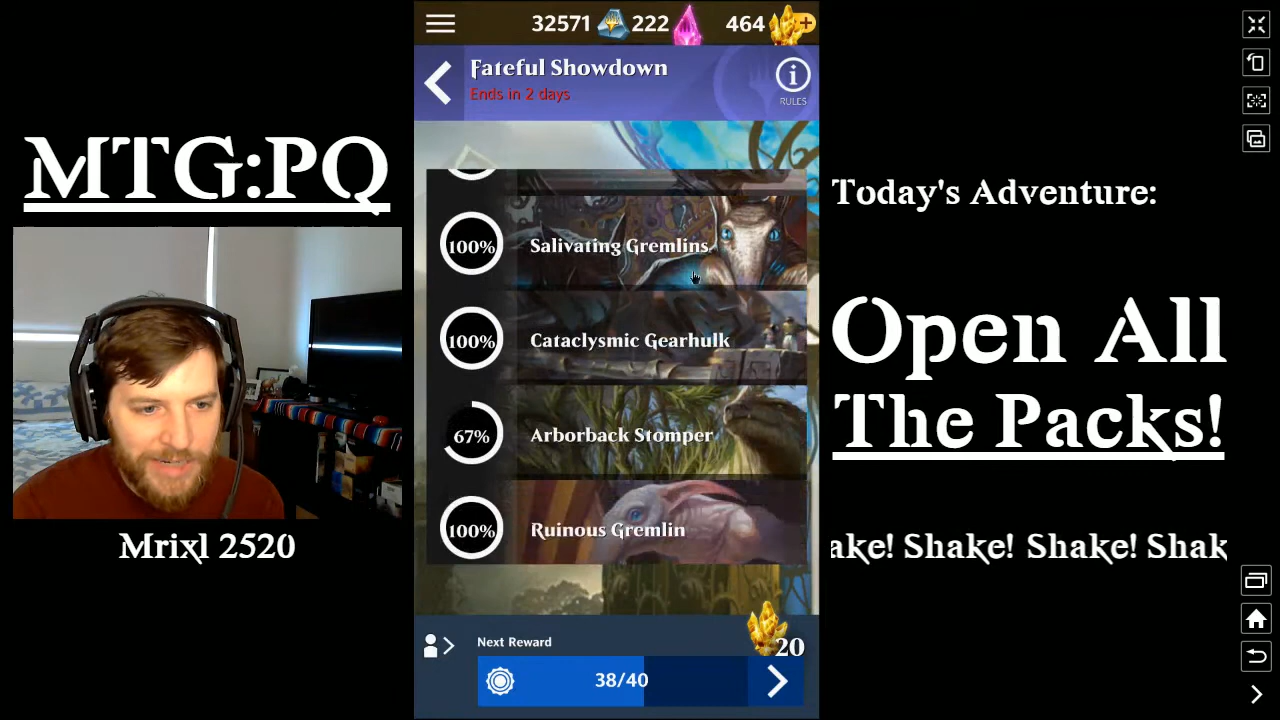 32571 222 464
Fateful Showdown
Ends in 2 days
RULES
MTG:PQ
Mrixl 2520
100% Salivating Gremlins
100% Cataclysmic Gearhulk
67% Arborback Stomper
100% Ruinous Gremlin
Next Reward
20
38/40
Today's Adventure:
Open All
The Packs!
ake! Shake! Shake! Shak